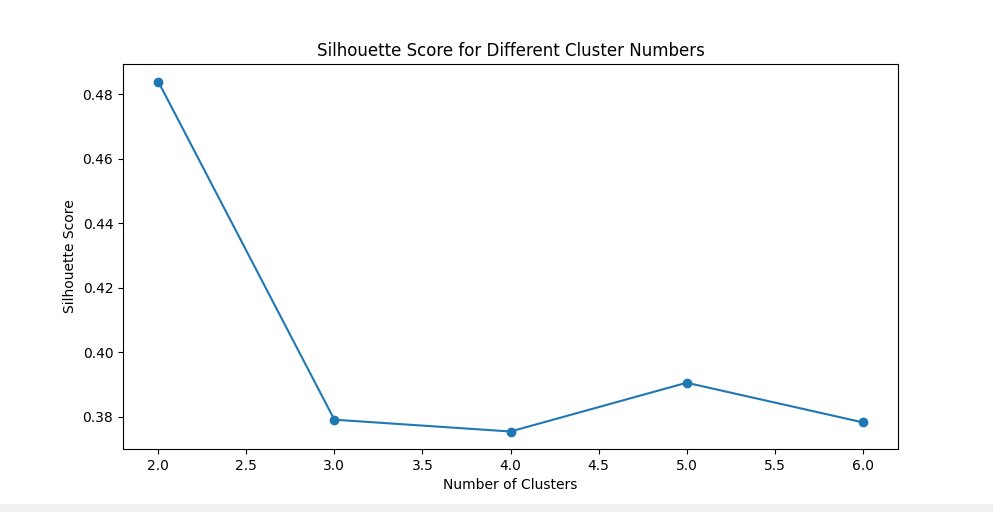 Silhouette Score for Different Cluster Numbers
0.48
0.46
0.44
0.42
0.40
0.38
Silhouette Score
2.0 2.5 3.0 3.5 4.0 4.5 5.0 5.5 6.0
Number of Clusters